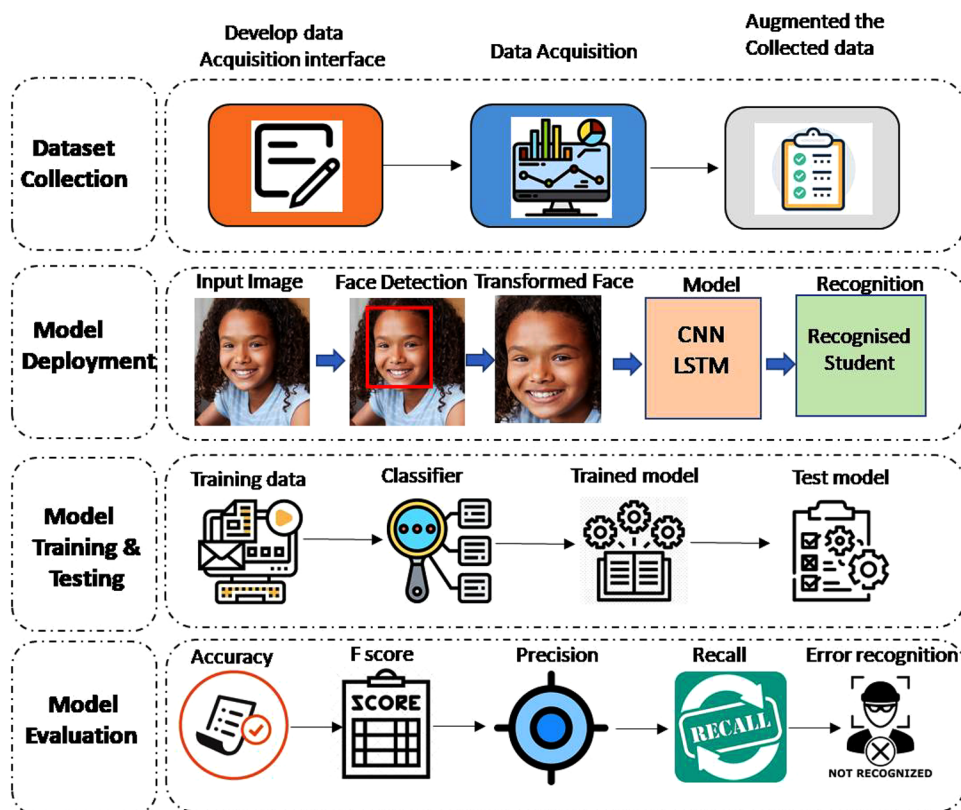 Develop data
Acquisition interface
Data Acquisition
Augmented the
Collected data
Dataset
Collection
Input Image
Face Detection
Transformed Face
Model
Recognition
Model
Deployment
CNN
LSTM
Recognised
Student
Training data
Classifier
Trained model
Test model
Model
Training &
Testing
Accuracy
F score
Precision
Recall
Error recognition
Model
Evaluation
SCORE
RECALL
NOT RECOGNIZED